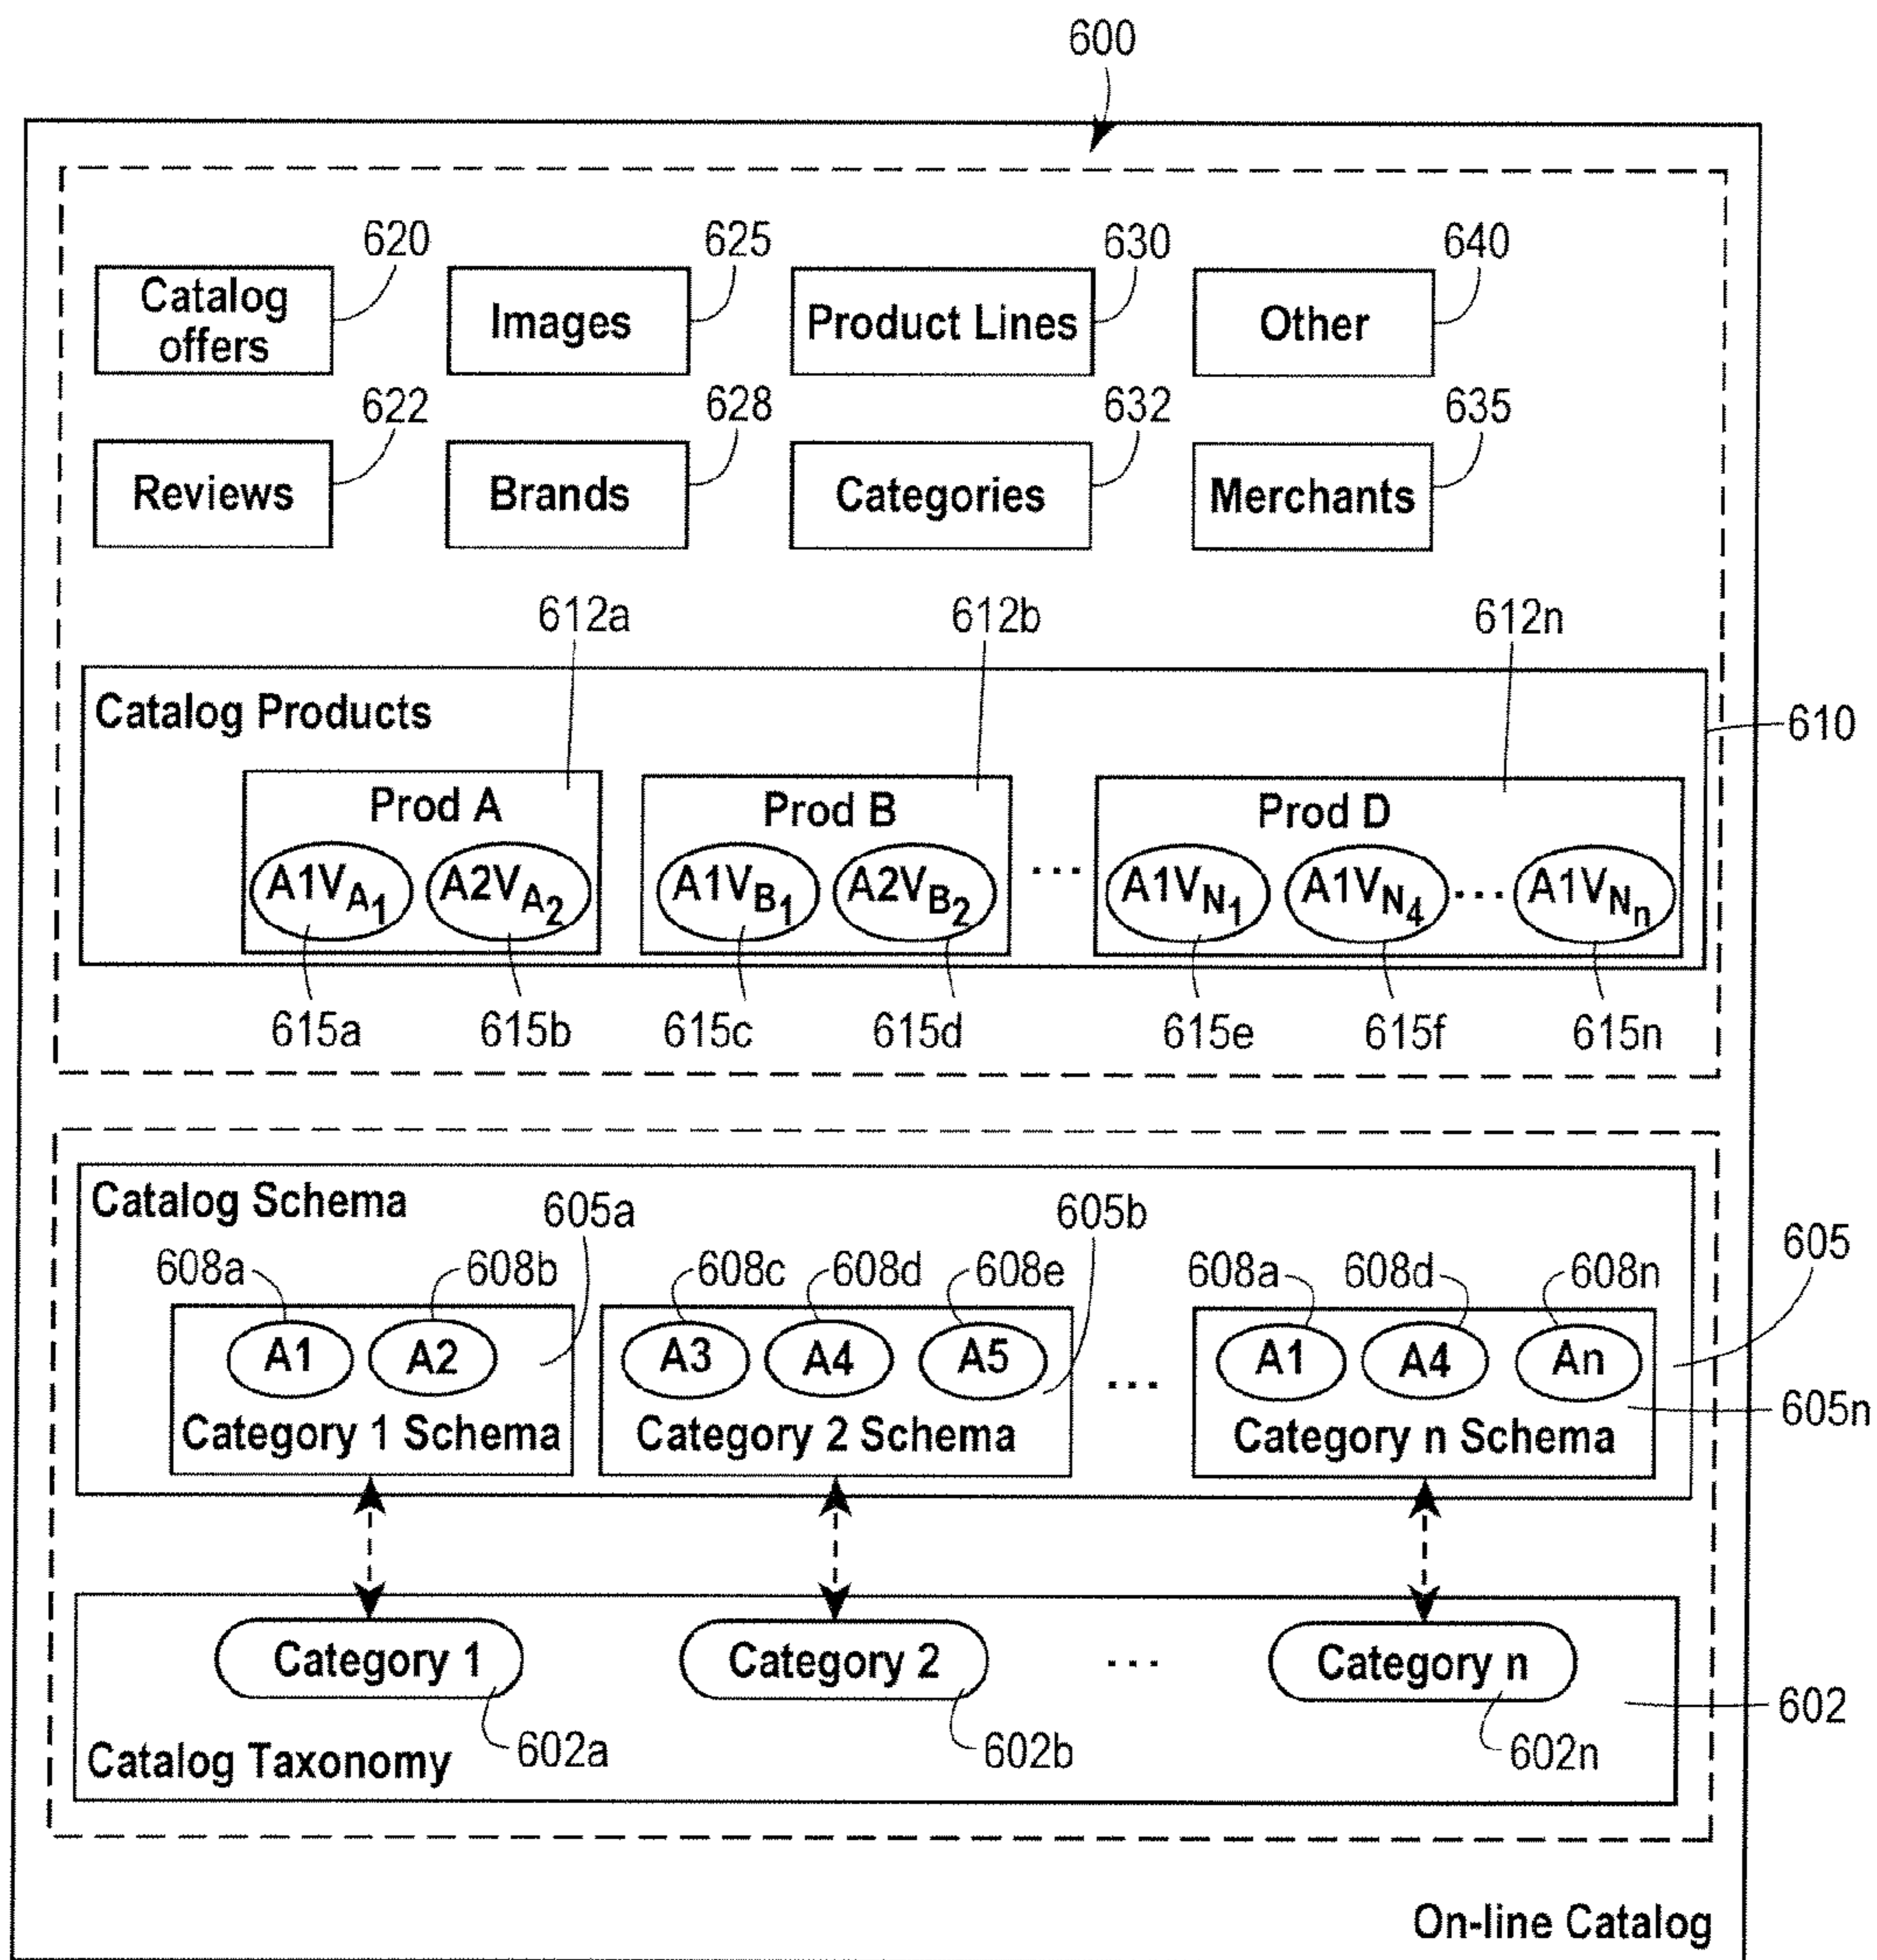 600
620
625
630
640
Catalog offers
Images
Product Lines
Other
622
628
632
635
Reviews
Brands
Categories
Merchants
612a
612b
612n
Catalog Products
610
Prod A
Prod B
Prod D
A1VA1
A2VA2
A1VB1
A2VB2
...
A1VN1
A1VN4
...
A1VNn
615a
615b
615c
615d
615e
615f
615n
Catalog Schema
605a
605b
605
608a
608b
608c
608d
608e
608a
608d
608n
A1
A2
A3
A4
A5
...
A1
A4
An
605n
Category 1 Schema
Category 2 Schema
Category n Schema
Category 1
Category 2
...
Category n
602
602a
602b
602n
Catalog Taxonomy
On-line Catalog